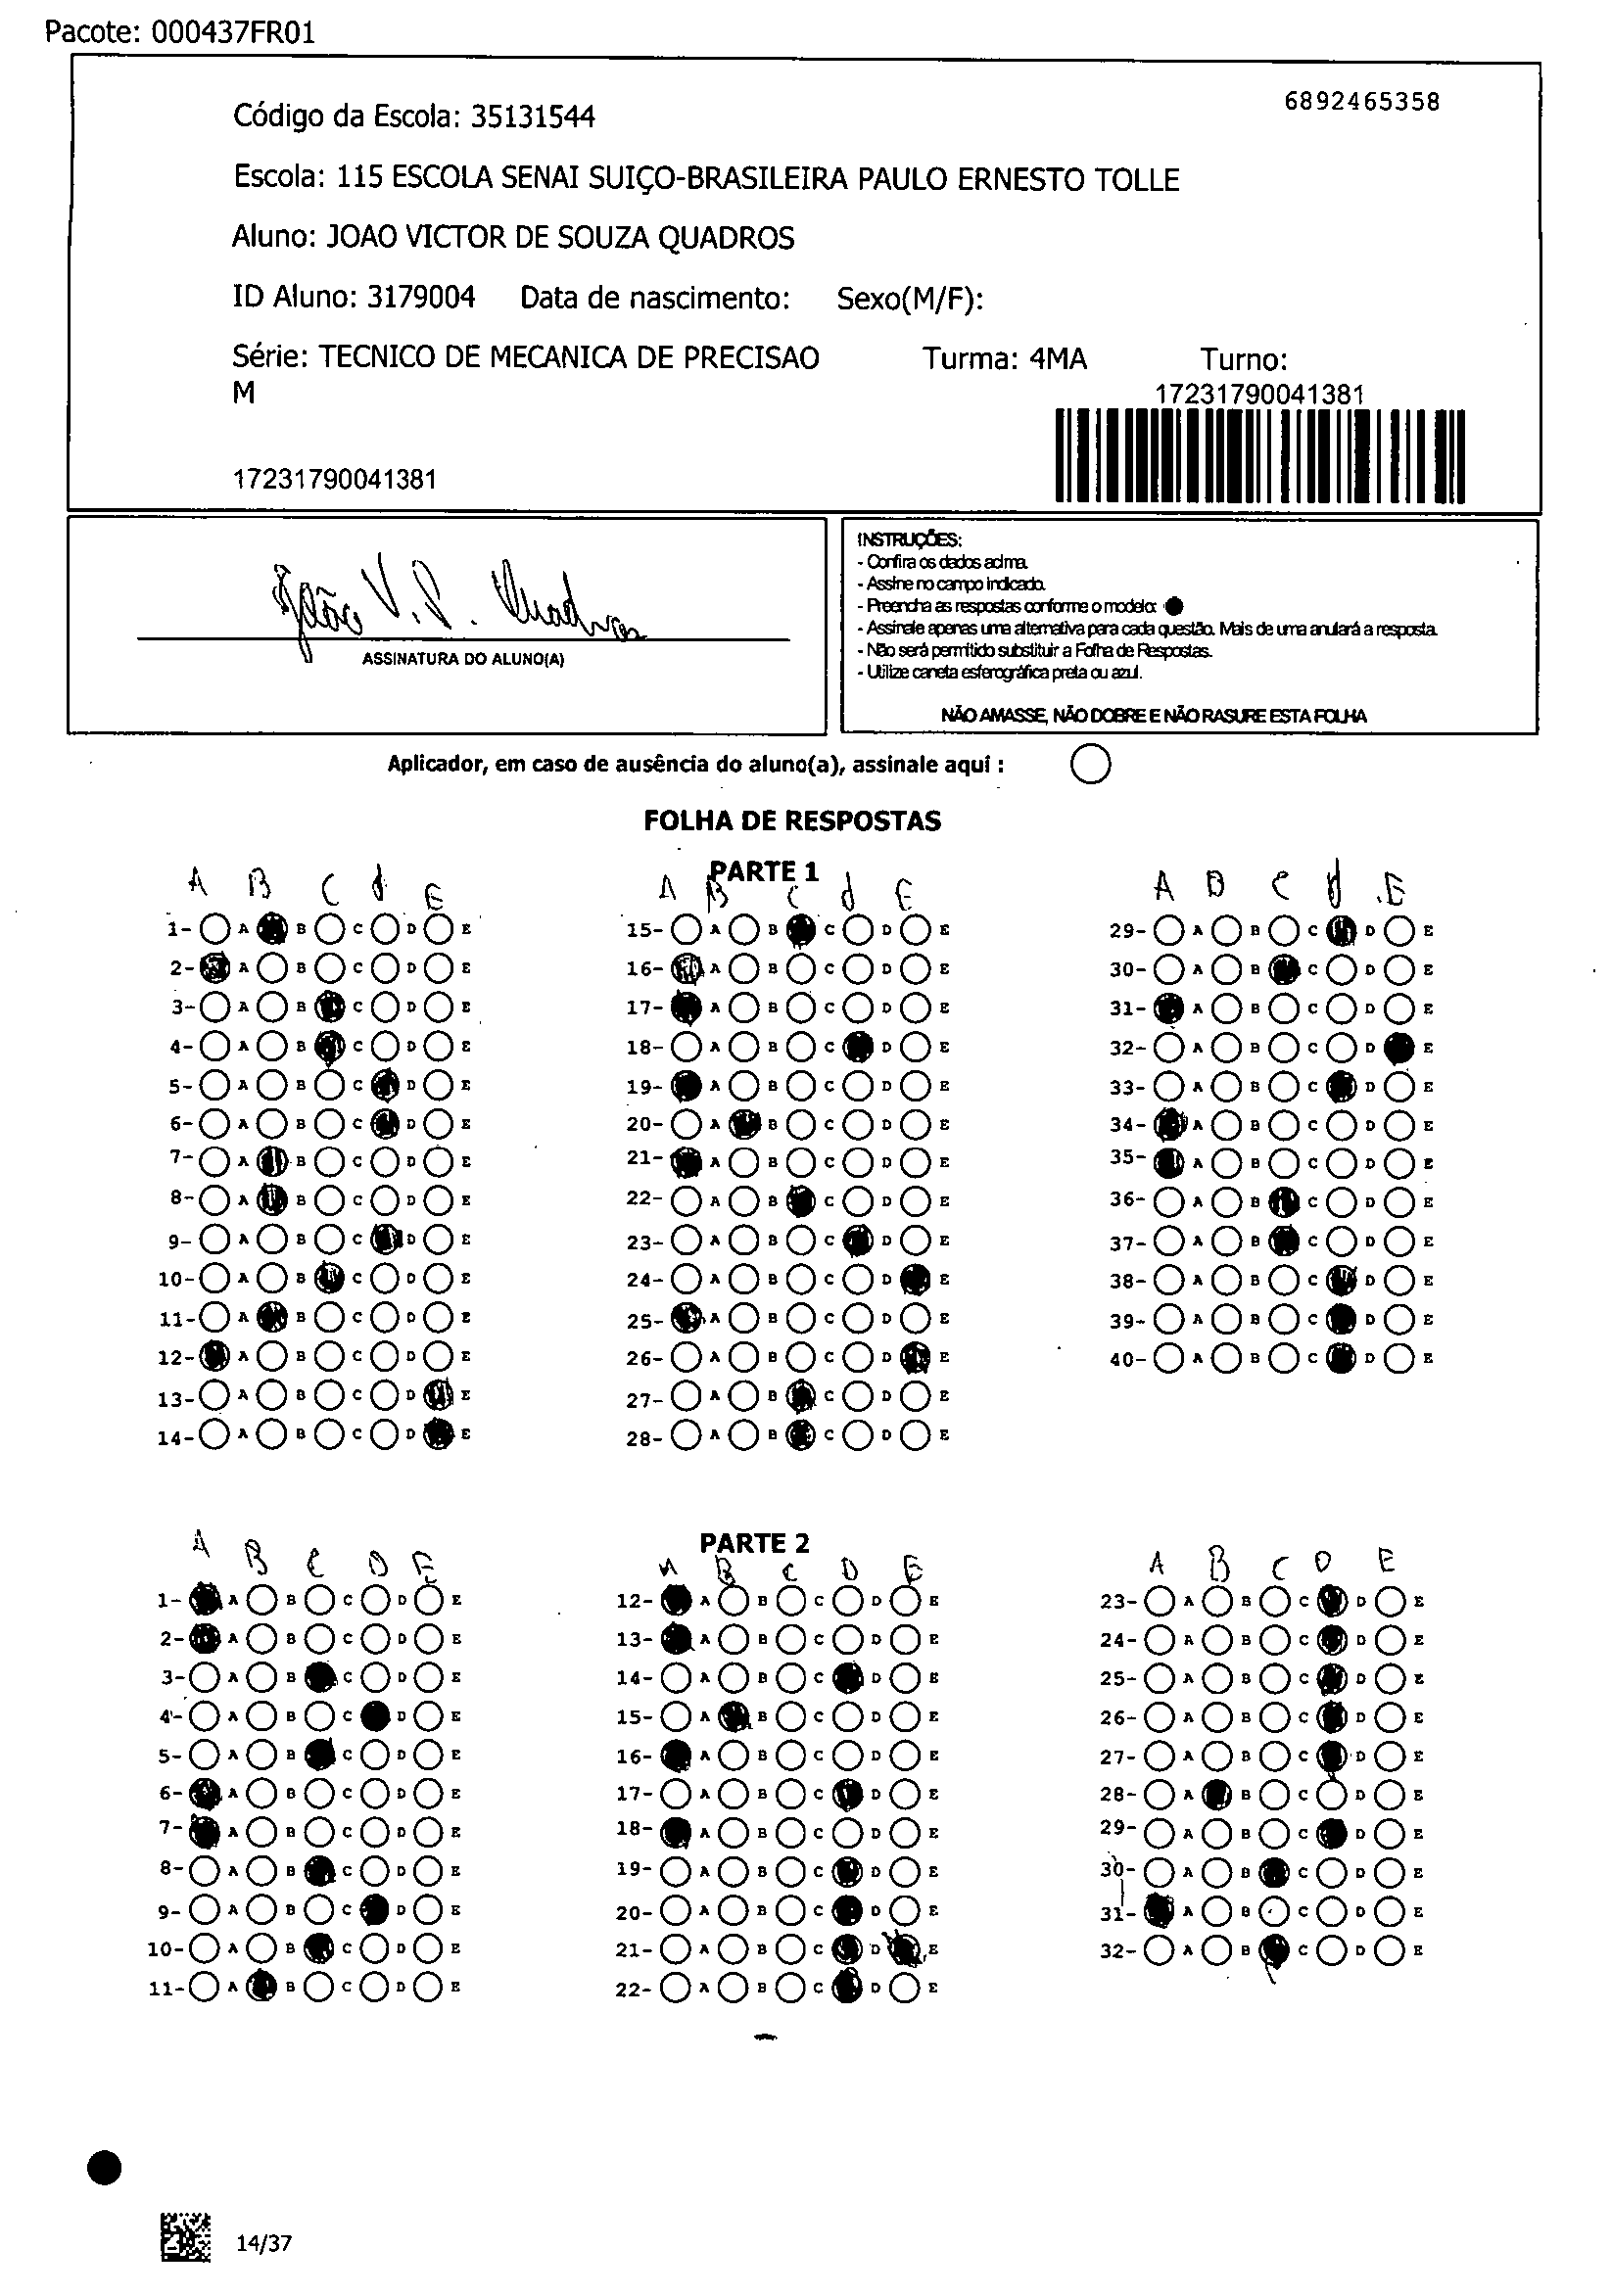 Pacote: 000437FR01
6892465358
Código da Escola: 35131544
Escola: 115 ESCOLA SENAI SUIÇO-BRASILEIRA PAULO ERNESTO TOLLE
Aluno: JOAO VICTOR DE SOUZA QUADROS
ID Aluno: 3179004 Data de nascimento: Sexo(M/F):
Série: TECNICO DE MECANICA DE PRECISAO Turma: 4MA Turno:
M
17231790041381
17231790041381
João V. S. Quadros
ASSINATURA DO ALUNO(A)
INSTRUÇÕES:
- Confira os dados acima.
- Assine no campo indicado.
- Preencha as respostas conforme o modelo:
- Assinale apenas uma alternativa para cada questão. Mais de uma anulará a resposta.
- Não será permitido substituir a Folha de Respostas.
- Utilize caneta esferográfica preta ou azul.
NÃO AMASSE, NÃO DOBRE E NÃO RASURE ESTA FOLHA
Aplicador, em caso de ausência do aluno(a), assinale aqui :
FOLHA DE RESPOSTAS
PARTE 1
A B C d E A B C d E A B C d E
1- A B C D E 15- A B C D E 29- A B C D E
2- A B C D E 16- A B C D E 30- A B C D E
3- A B C D E 17- A B C D E 31- A B C D E
4- A B C D E 18- A B C D E 32- A B C D E
5- A B C D E 19- A B C D E 33- A B C D E
6- A B C D E 20- A B C D E 34- A B C D E
7- A B C D E 21- A B C D E 35- A B C D E
8- A B C D E 22- A B C D E 36- A B C D E
9- A B C D E 23- A B C D E 37- A B C D E
10- A B C D E 24- A B C D E 38- A B C D E
11- A B C D E 25- A B C D E 39- A B C D E
12- A B C D E 26- A B C D E 40- A B C D E
13- A B C D E 27- A B C D E
14- A B C D E 28- A B C D E
PARTE 2
A B C D E A B C D E A B C D E
1- A B C D E 12- A B C D E 23- A B C D E
2- A B C D E 13- A B C D E 24- A B C D E
3- A B C D E 14- A B C D E 25- A B C D E
4- A B C D E 15- A B C D E 26- A B C D E
5- A B C D E 16- A B C D E 27- A B C D E
6- A B C D E 17- A B C D E 28- A B C D E
7- A B C D E 18- A B C D E 29- A B C D E
8- A B C D E 19- A B C D E 30- A B C D E
9- A B C D E 20- A B C D E 31- A B C D E
10- A B C D E 21- A B C D E 32- A B C D E
11- A B C D E 22- A B C D E
14/37